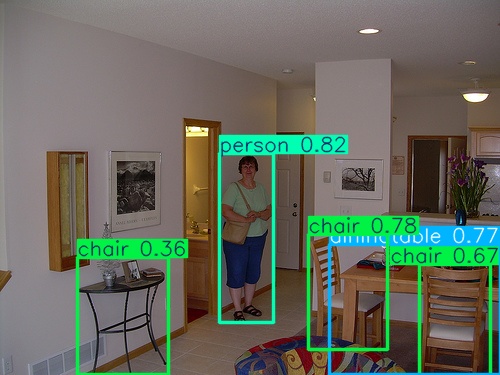 person 0.82
chair 0.78
diningtable 0.77
chair 0.36
chair 0.67